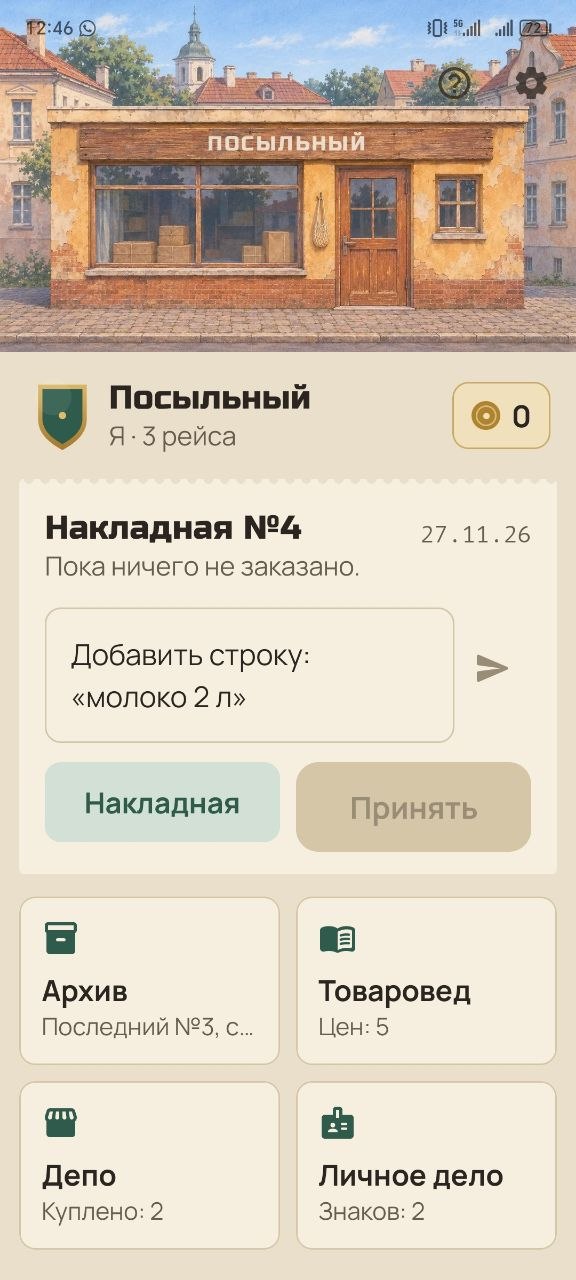 12:46
5G
72
ПОСЫЛЬНЫЙ
Посыльный
Я · 3 рейса
0
Накладная №4
27.11.26
Пока ничего не заказано.
Добавить строку:
«молоко 2 л»
Накладная
Принять
Архив
Последний №3, с...
Товаровед
Цен: 5
Депо
Куплено: 2
Личное дело
Знаков: 2